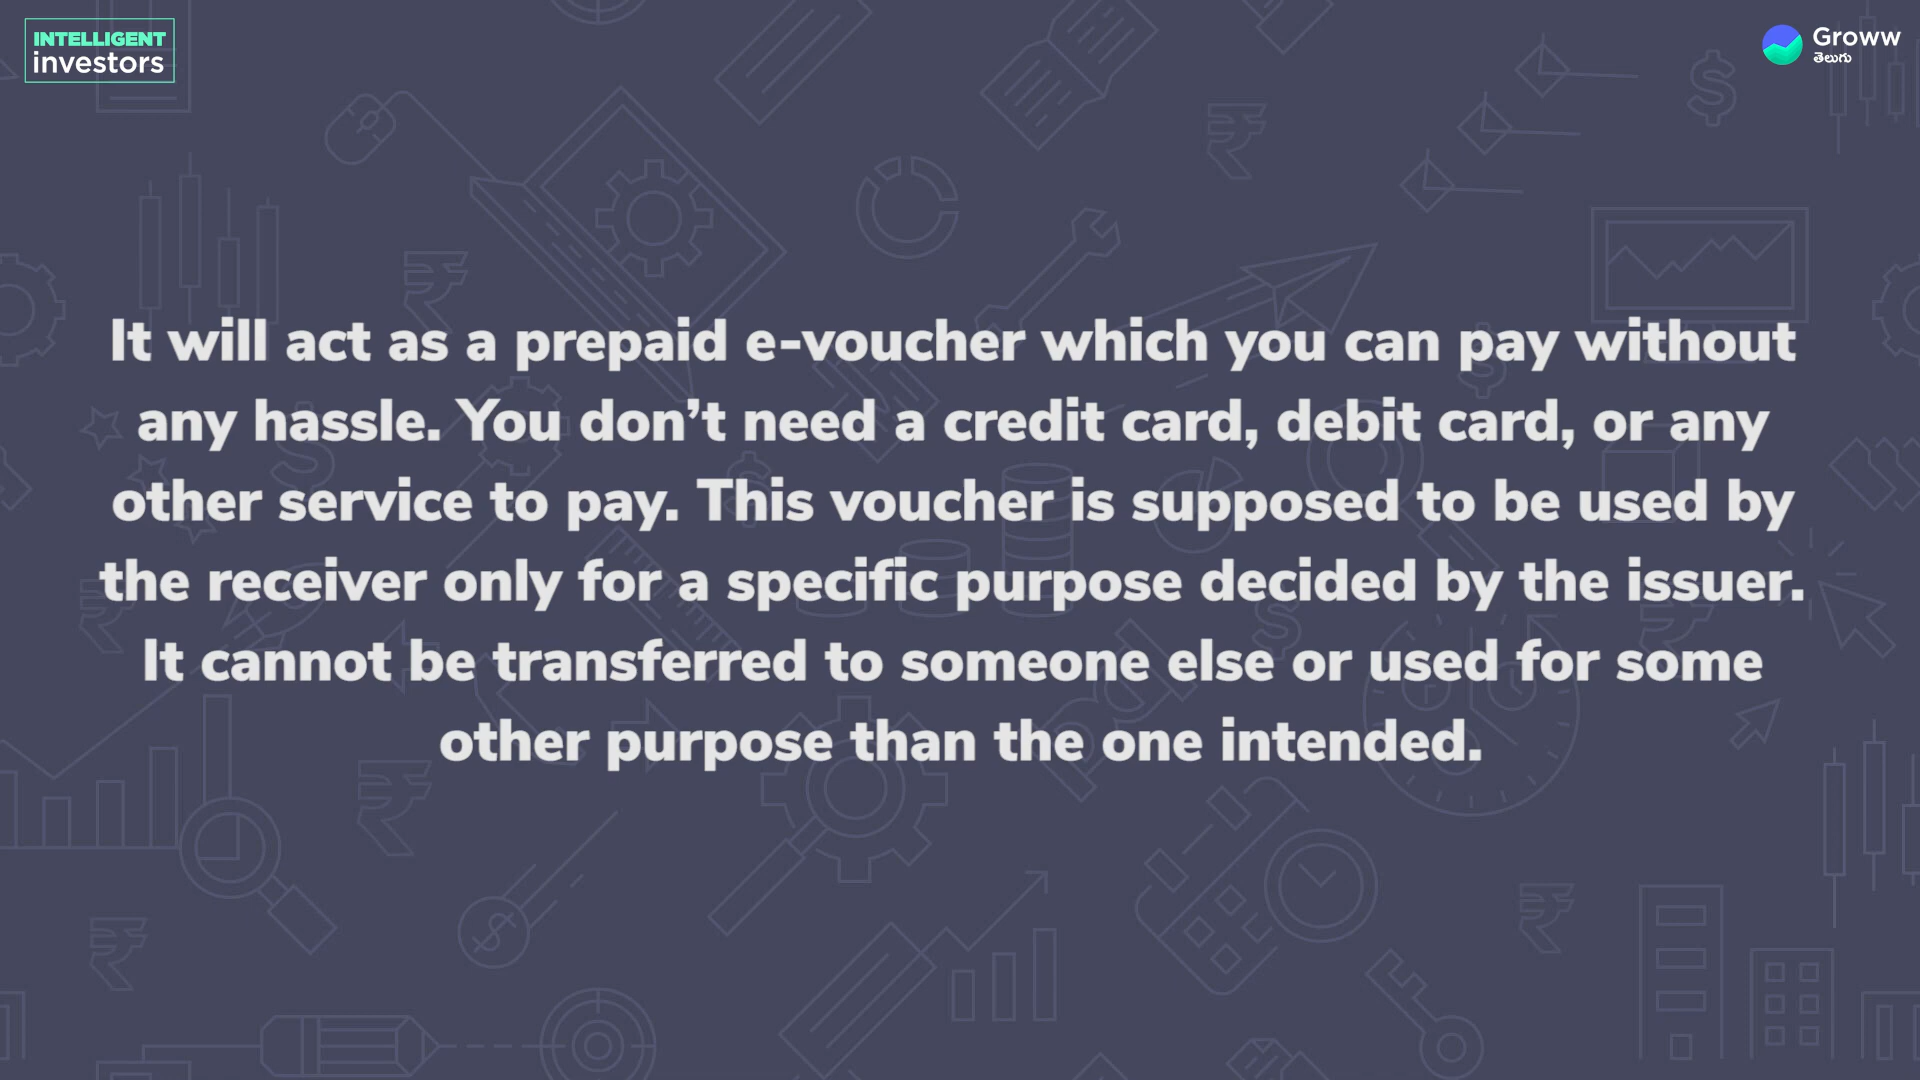 INTELLIGENT
investors
Groww
తెలుగు
It will act as a prepaid e-voucher which you can pay without
any hassle. You don’t need a credit card, debit card, or any
other service to pay. This voucher is supposed to be used by
the receiver only for a specific purpose decided by the issuer.
It cannot be transferred to someone else or used for some
other purpose than the one intended.